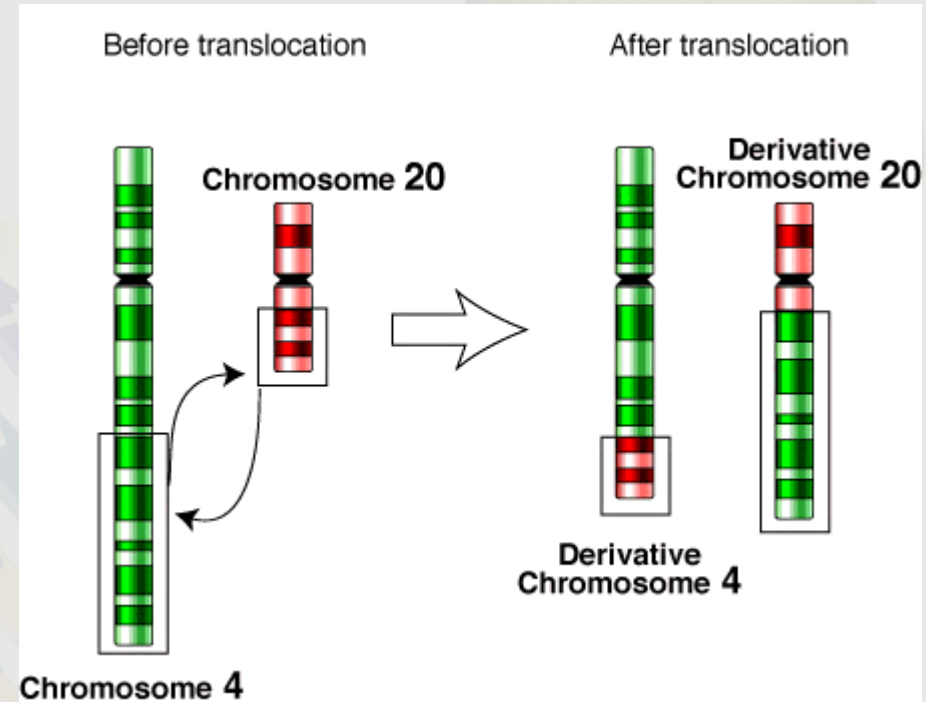 Before translocation
After translocation
Chromosome 20
Derivative
Chromosome 20
Derivative
Chromosome 4
Chromosome 4